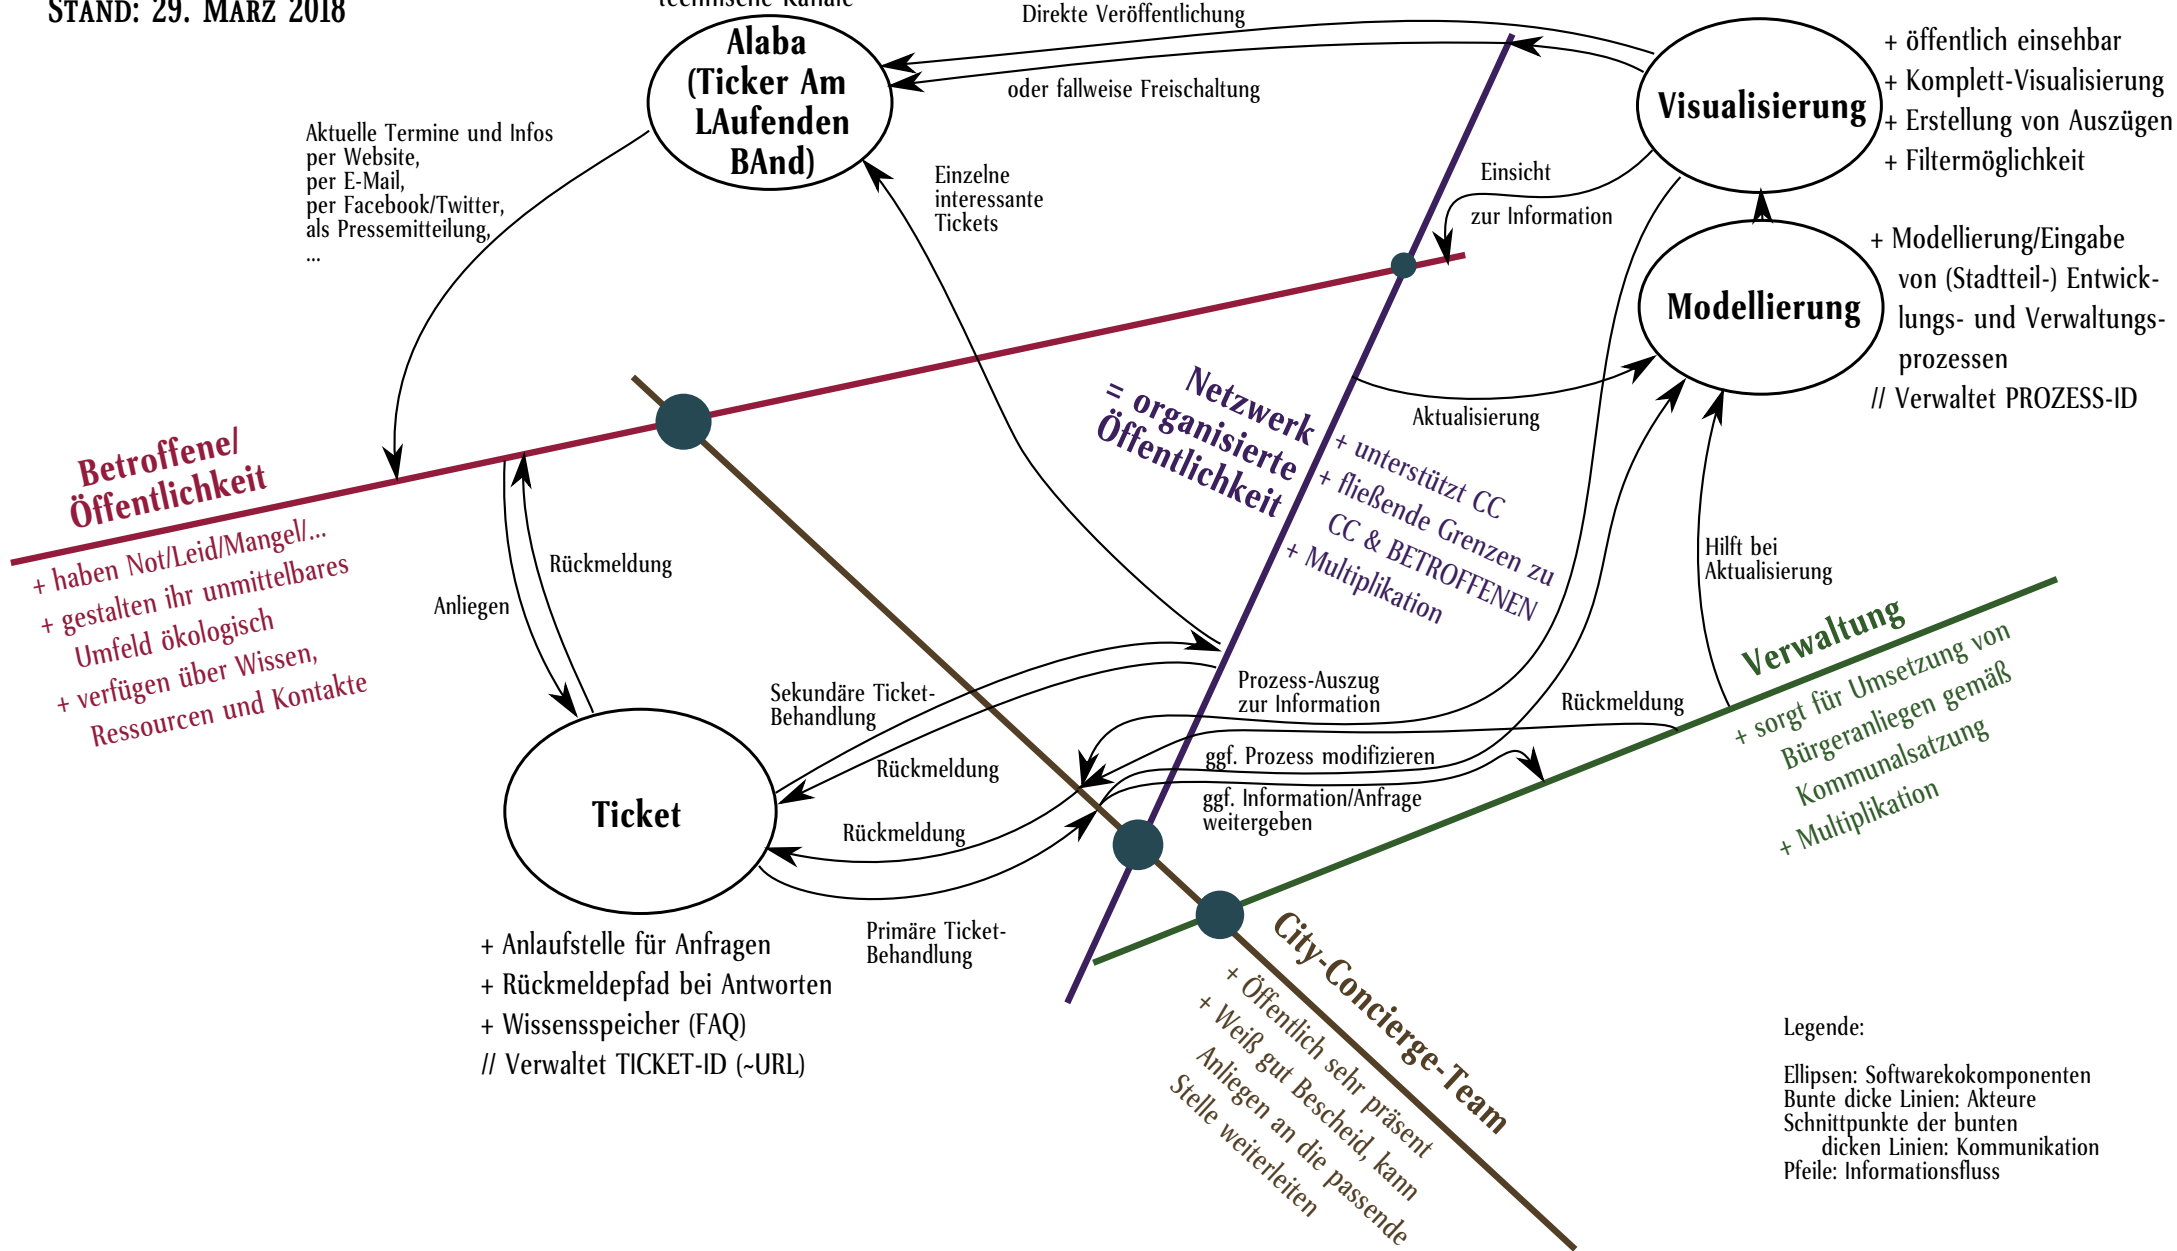 STAND: 29. MÄRZ 2018
technische Kanäle
Alaba
(Ticker Am
LAufenden
BAnd)
Direkte Veröffentlichung
oder fallweise Freischaltung
Visualisierung
+ öffentlich einsehbar
+ Komplett-Visualisierung
+ Erstellung von Auszügen
+ Filtermöglichkeit
Aktuelle Termine und Infos
per Website,
per E-Mail,
per Facebook/Twitter,
als Pressemitteilung,
...
Einzelne
interessante
Tickets
Einsicht
zur Information
Modellierung
+ Modellierung/Eingabe
von (Stadtteil-) Entwick-
lungs- und Verwaltungs-
prozessen
// Verwaltet PROZESS-ID
Netzwerk
= organisierte
Öffentlichkeit
+ unterstützt CC
+ fließende Grenzen zu
CC & BETROFFENEN
+ Multiplikation
Aktualisierung
Betroffene/
Öffentlichkeit
+ haben Not/Leid/Mangel/...
+ gestalten ihr unmittelbares
Umfeld ökologisch
+ verfügen über Wissen,
Ressourcen und Kontakte
Rückmeldung
Anliegen
Hilft bei
Aktualisierung
Verwaltung
+ sorgt für Umsetzung von
Bürgeranliegen gemäß
Kommunalsatzung
+ Multiplikation
Sekundäre Ticket-
Behandlung
Prozess-Auszug
zur Information
Rückmeldung
Rückmeldung
ggf. Prozess modifizieren
ggf. Information/Anfrage
weitergeben
Ticket
Rückmeldung
Primäre Ticket-
Behandlung
+ Anlaufstelle für Anfragen
+ Rückmeldepfad bei Antworten
+ Wissensspeicher (FAQ)
// Verwaltet TICKET-ID (~URL)
City-Concierge-Team
+ Öffentlich sehr präsent
+ Weiß gut Bescheid, kann
Anliegen an die passende
Stelle weiterleiten
Legende:
Ellipsen: Softwarekokomponenten
Bunte dicke Linien: Akteure
Schnittpunkte der bunten
dicken Linien: Kommunikation
Pfeile: Informationsfluss